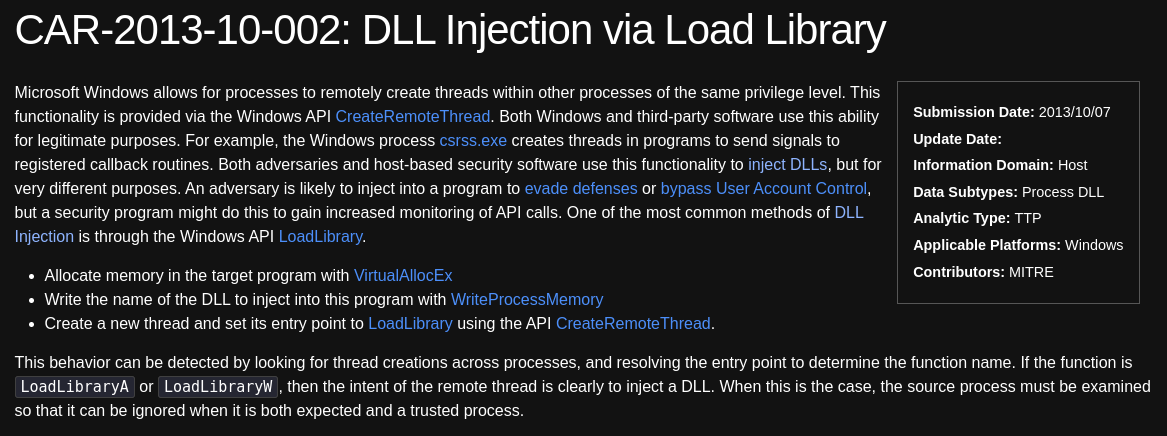 CAR-2013-10-002: DLL Injection via Load Library
Microsoft Windows allows for processes to remotely create threads within other processes of the same privilege level. This
functionality is provided via the Windows API CreateRemoteThread. Both Windows and third-party software use this ability
for legitimate purposes. For example, the Windows process csrss.exe creates threads in programs to send signals to
registered callback routines. Both adversaries and host-based security software use this functionality to inject DLLs, but for
very different purposes. An adversary is likely to inject into a program to evade defenses or bypass User Account Control,
but a security program might do this to gain increased monitoring of API calls. One of the most common methods of DLL
Injection is through the Windows API LoadLibrary.
• Allocate memory in the target program with VirtualAllocEx
• Write the name of the DLL to inject into this program with WriteProcessMemory
• Create a new thread and set its entry point to LoadLibrary using the API CreateRemoteThread.
Submission Date: 2013/10/07
Update Date:
Information Domain: Host
Data Subtypes: Process DLL
Analytic Type: TTP
Applicable Platforms: Windows
Contributors: MITRE
This behavior can be detected by looking for thread creations across processes, and resolving the entry point to determine the function name. If the function is
LoadLibraryA or LoadLibraryW, then the intent of the remote thread is clearly to inject a DLL. When this is the case, the source process must be examined
so that it can be ignored when it is both expected and a trusted process.